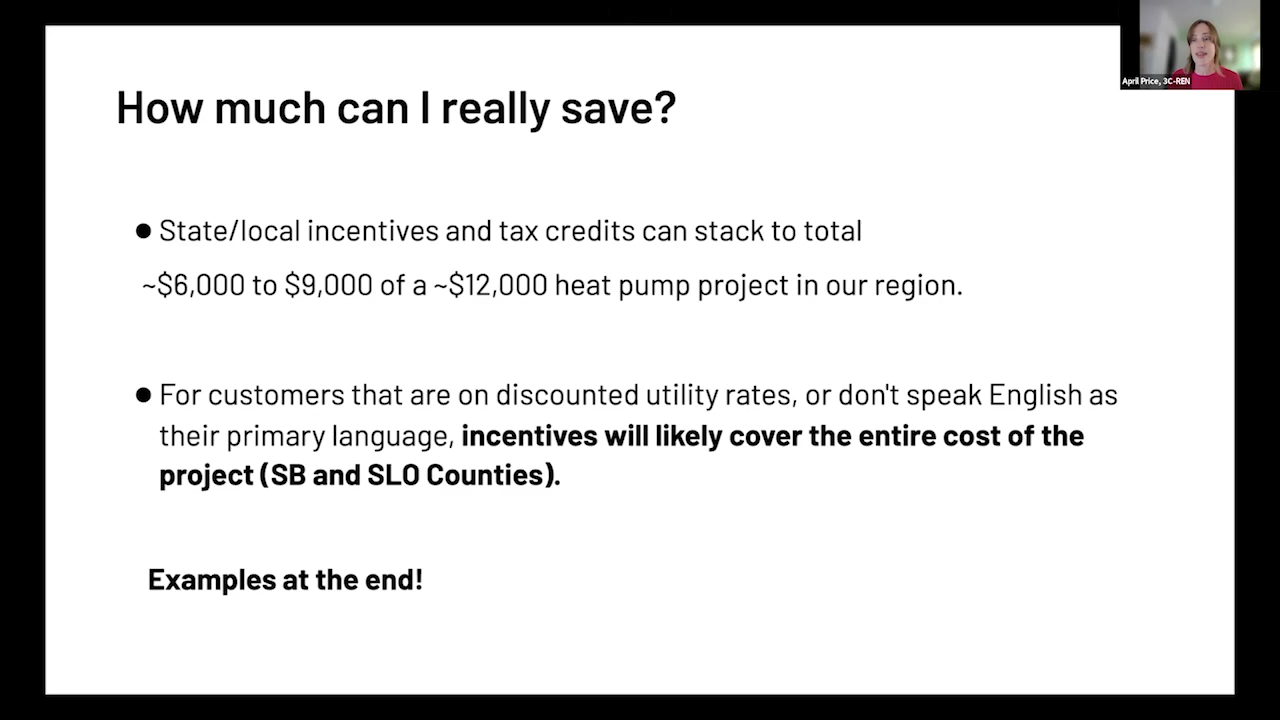 How much can I really save?
April Price, 3C-REN
● State/local incentives and tax credits can stack to total
~$6,000 to $9,000 of a ~$12,000 heat pump project in our region.
● For customers that are on discounted utility rates, or don't speak English as
their primary language, incentives will likely cover the entire cost of the
project (SB and SLO Counties).
Examples at the end!